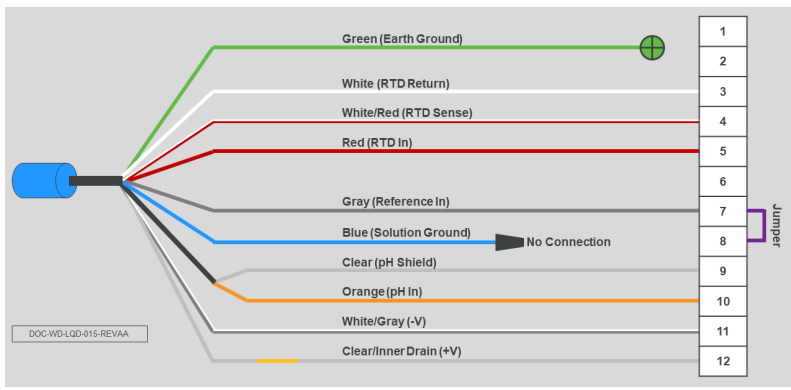 Green (Earth Ground)
1
2
White (RTD Return)
3
White/Red (RTD Sense)
4
Red (RTD In)
5
6
Gray (Reference In)
7
Blue (Solution Ground)
No Connection
8
Jumper
Clear (pH Shield)
9
Orange (pH In)
10
White/Gray (-V)
11
Clear/Inner Drain (+V)
12
DOC-WD-LQD-015-REVAA